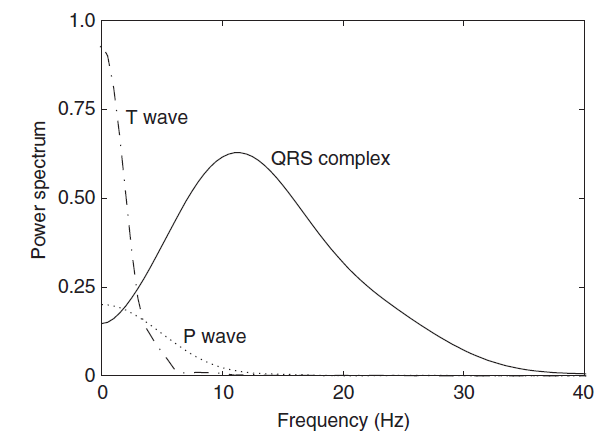 1.0
0.75
T wave
QRS complex
0.50
0.25
P wave
0
0 10 20 30 40
Power spectrum
Frequency (Hz)